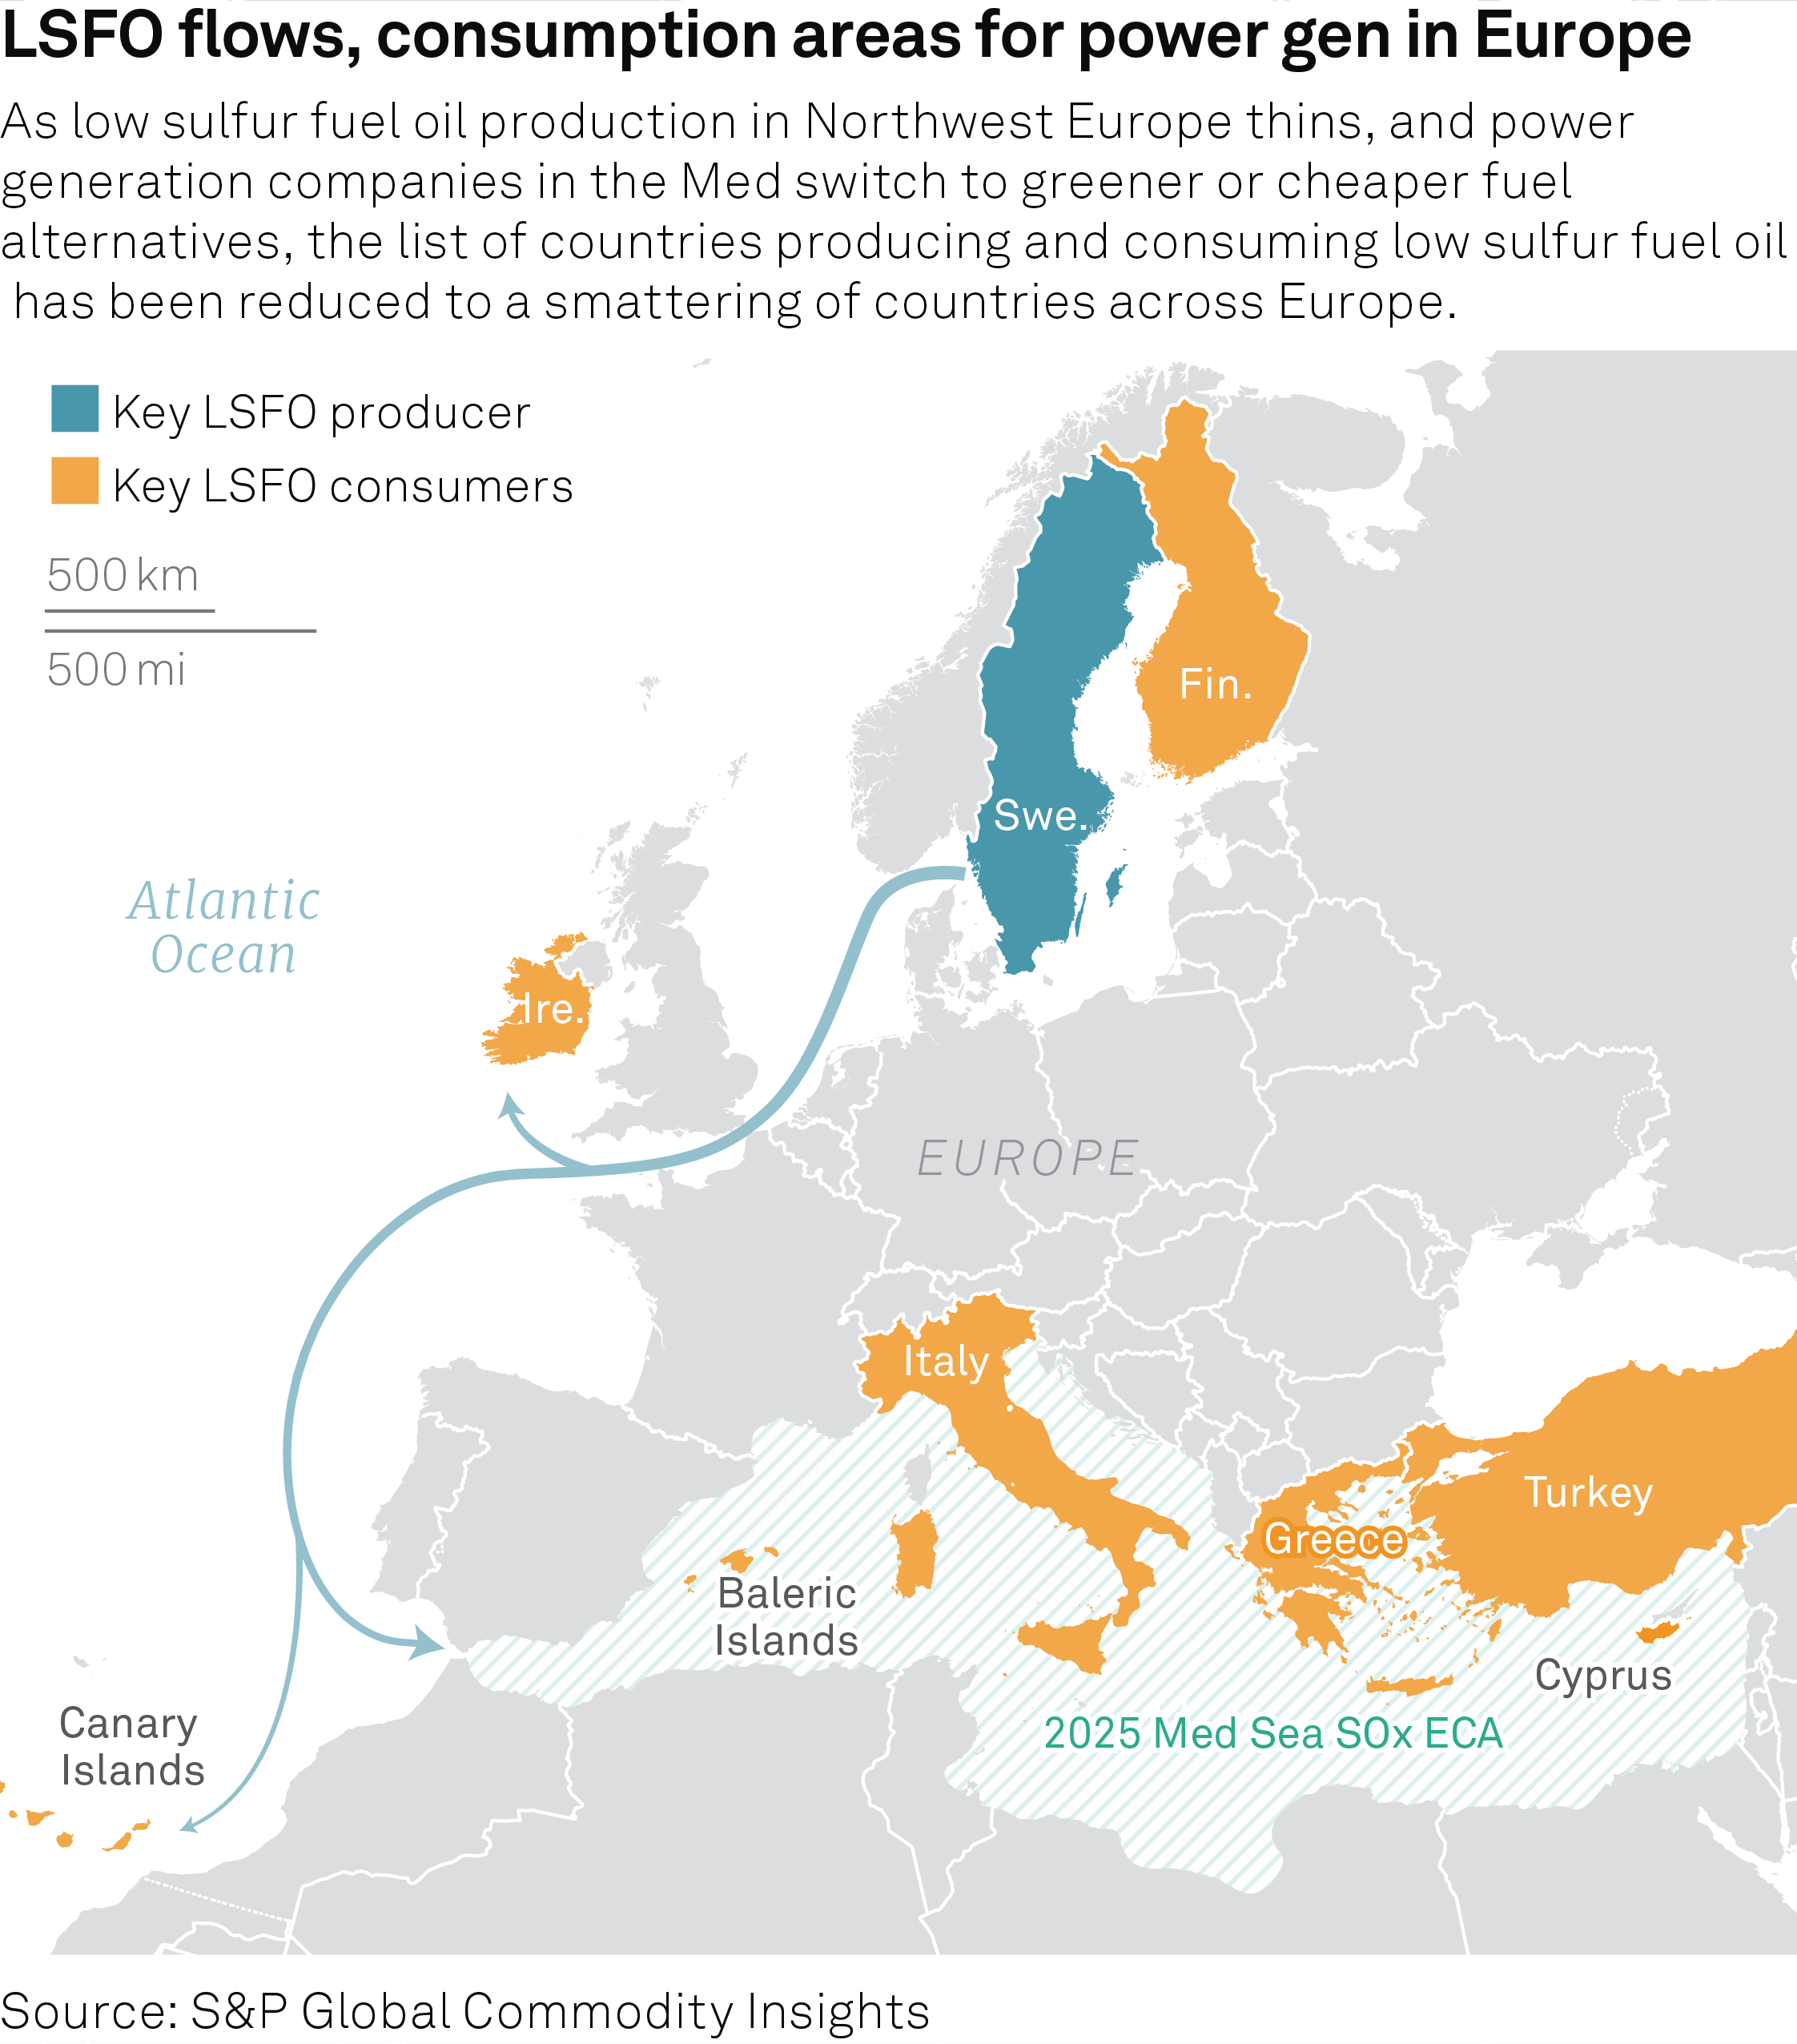 LSFO flows, consumption areas for power gen in Europe
As low sulfur fuel oil production in Northwest Europe thins, and power
generation companies in the Med switch to greener or cheaper fuel
alternatives, the list of countries producing and consuming low sulfur fuel oil
has been reduced to a smattering of countries across Europe.
Key LSFO producer
Key LSFO consumers
500 km
500 mi
Fin.
Swe.
Atlantic
Ocean
Ire.
EUROPE
Italy
Turkey
Greece
Baleric
Islands
Cyprus
2025 Med Sea SOx ECA
Canary
Islands
Source: S&P Global Commodity Insights